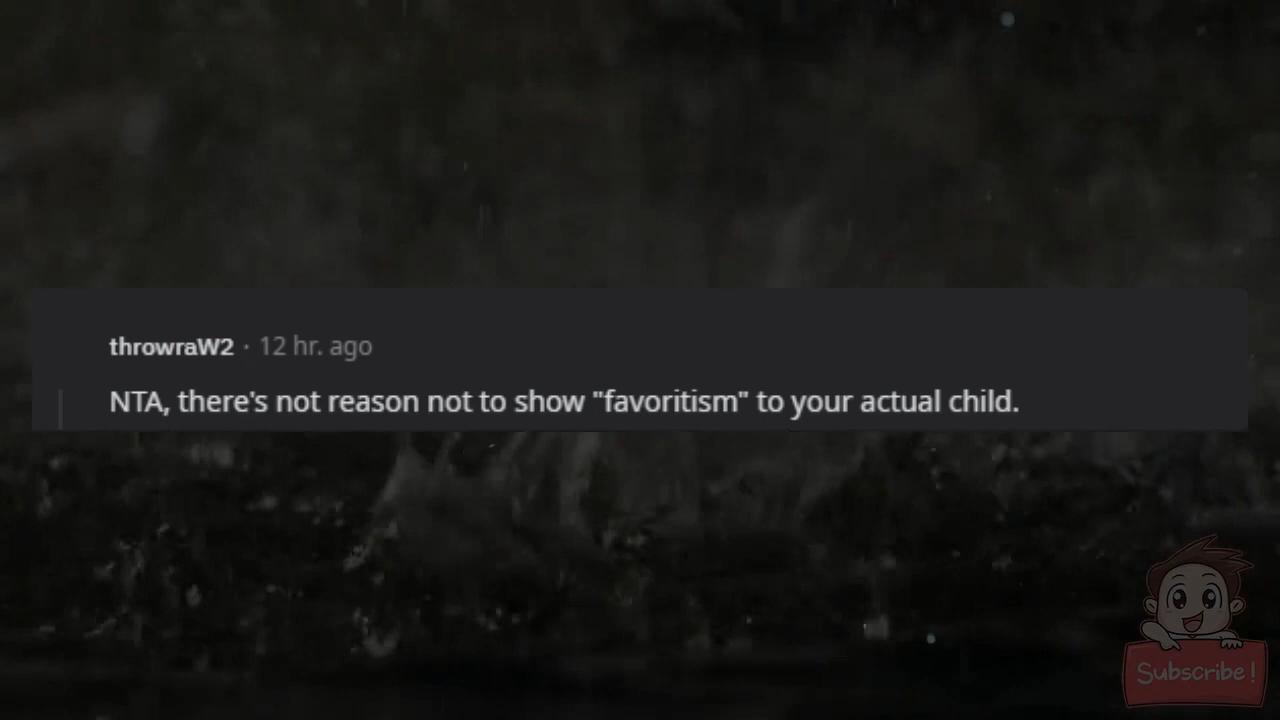 throwraW2 · 12 hr. ago
NTA, there's not reason not to show "favoritism" to your actual child.
Subscribe!